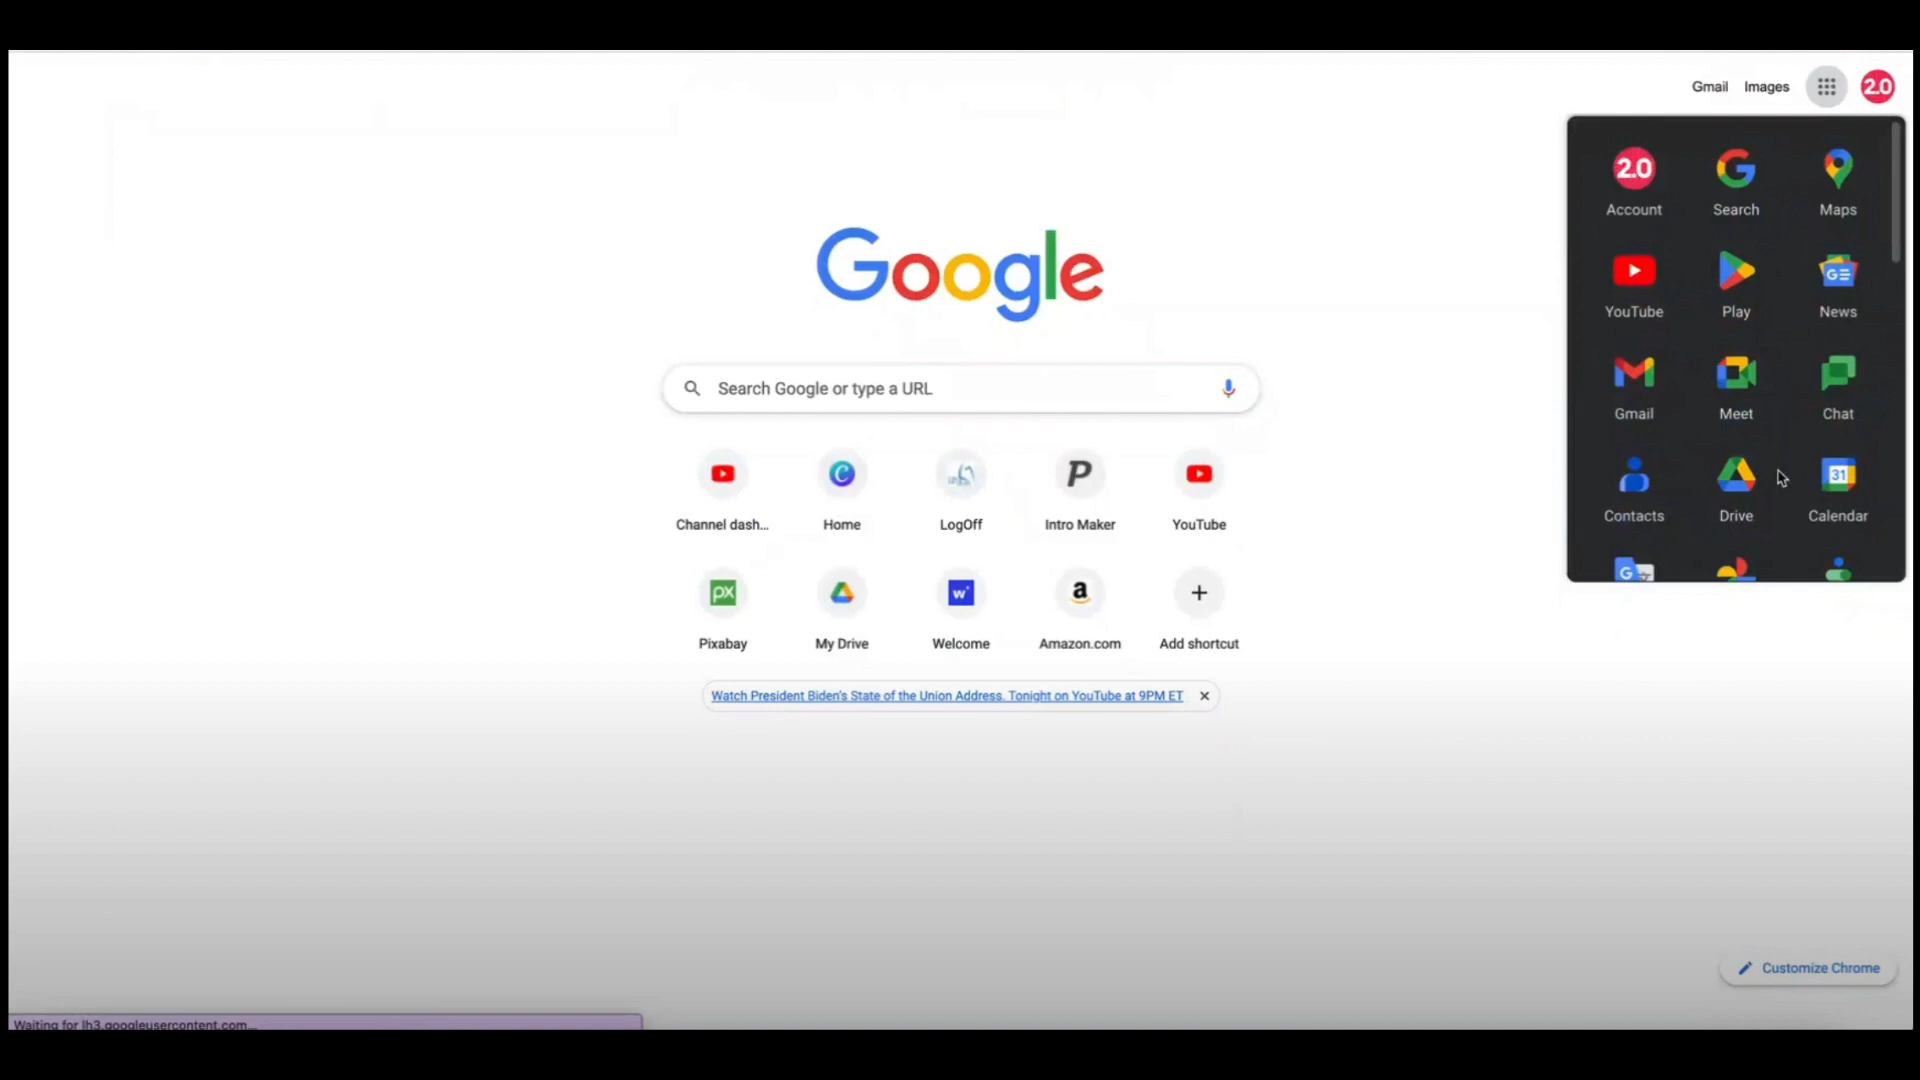 Gmail Images 2.0
2.0
Account Search Maps
Google
GE
YouTube Play News
Search Google or type a URL
Gmail Meet Chat
P
31
Contacts Drive Calendar
Channel dash... Home LogOff Intro Maker YouTube
G
px w a +
Pixabay My Drive Welcome Amazon.com Add shortcut
Watch President Biden's State of the Union Address. Tonight on YouTube at 9PM ET
Customize Chrome
Waiting for lh3.googleusercontent.com...